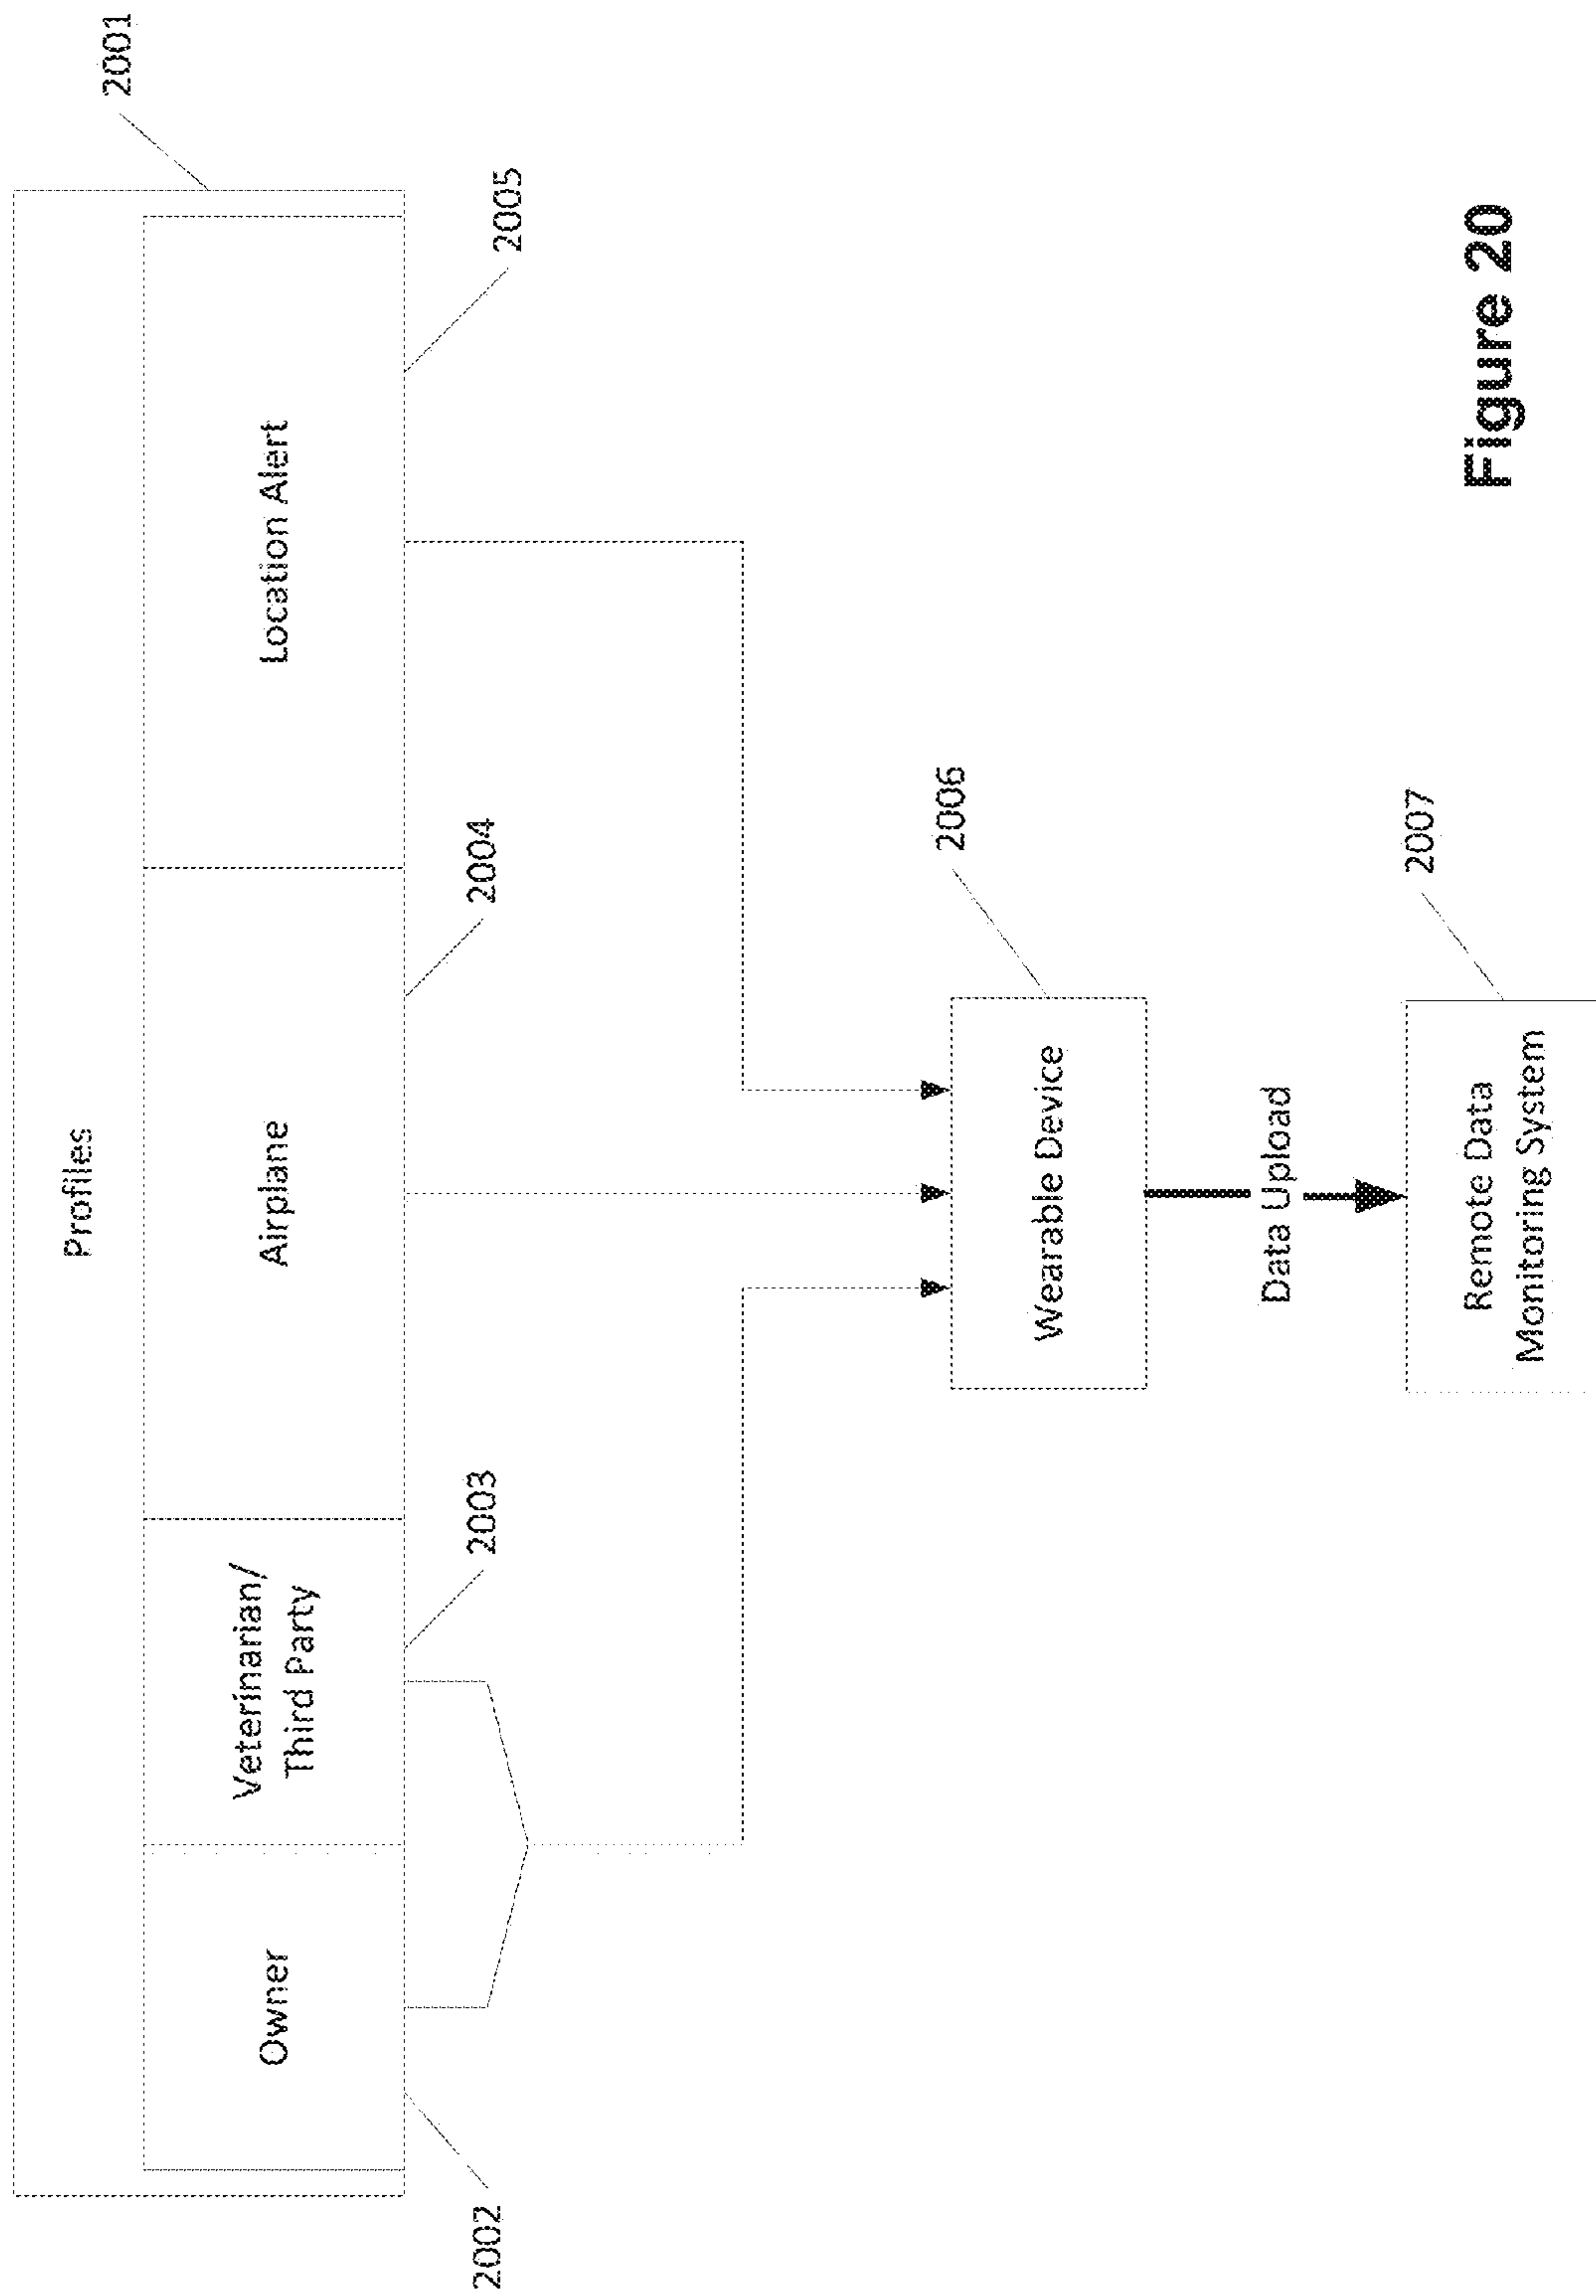 Profiles
2001
Owner
Veterinarian/
Third Party
Airplane
Location Alert
2002
2003
2004
2005
Wearable Device
2006
Data Upload
Remote Data
Monitoring System
2007
Figure 20